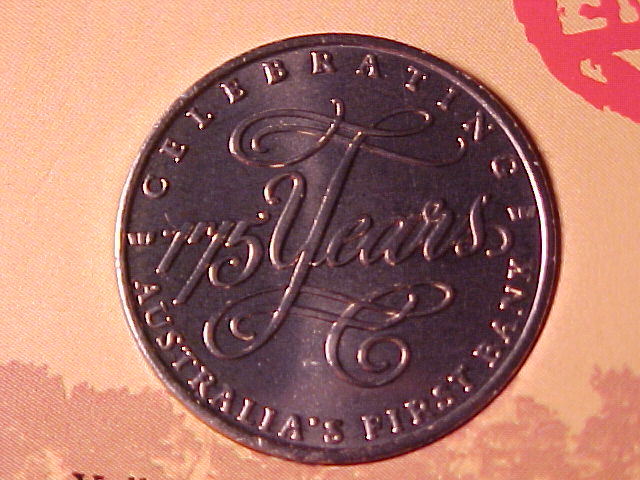 CELEBRATING
175 Years
AUSTRALIA'S FIRST BANK